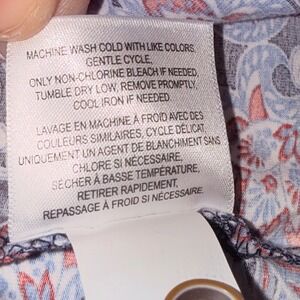 MACHINE WASH COLD WITH LIKE COLORS,
GENTLE CYCLE,
ONLY NON-CHLORINE BLEACH IF NEEDED,
TUMBLE DRY LOW, REMOVE PROMPTLY,
COOL IRON IF NEEDED.
LAVAGE EN MACHINE À FROID AVEC DES
COULEURS SIMILAIRES, CYCLE DÉLICAT,
UNIQUEMENT UN AGENT DE BLANCHIMENT SANS
CHLORE SI NÉCESSAIRE,
SÉCHER À BASSE TEMPÉRATURE,
RETIRER RAPIDEMENT,
REPASSAGE À FROID SI NÉCESSAIRE.